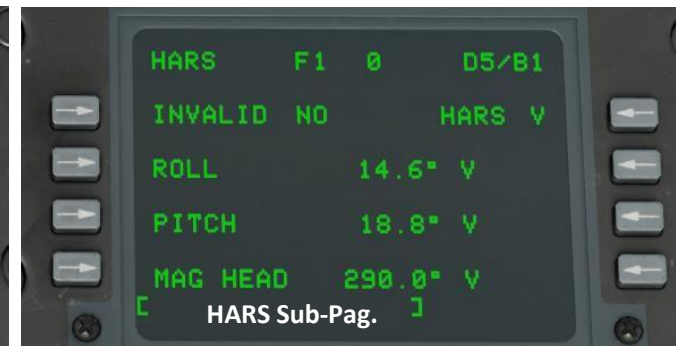 HARS F1 0 D5/B1
INVALID NO HARS V
ROLL 14.6° V
PITCH 18.8° V
MAG HEAD 290.0° V
[ ]
HARS Sub-Pag.